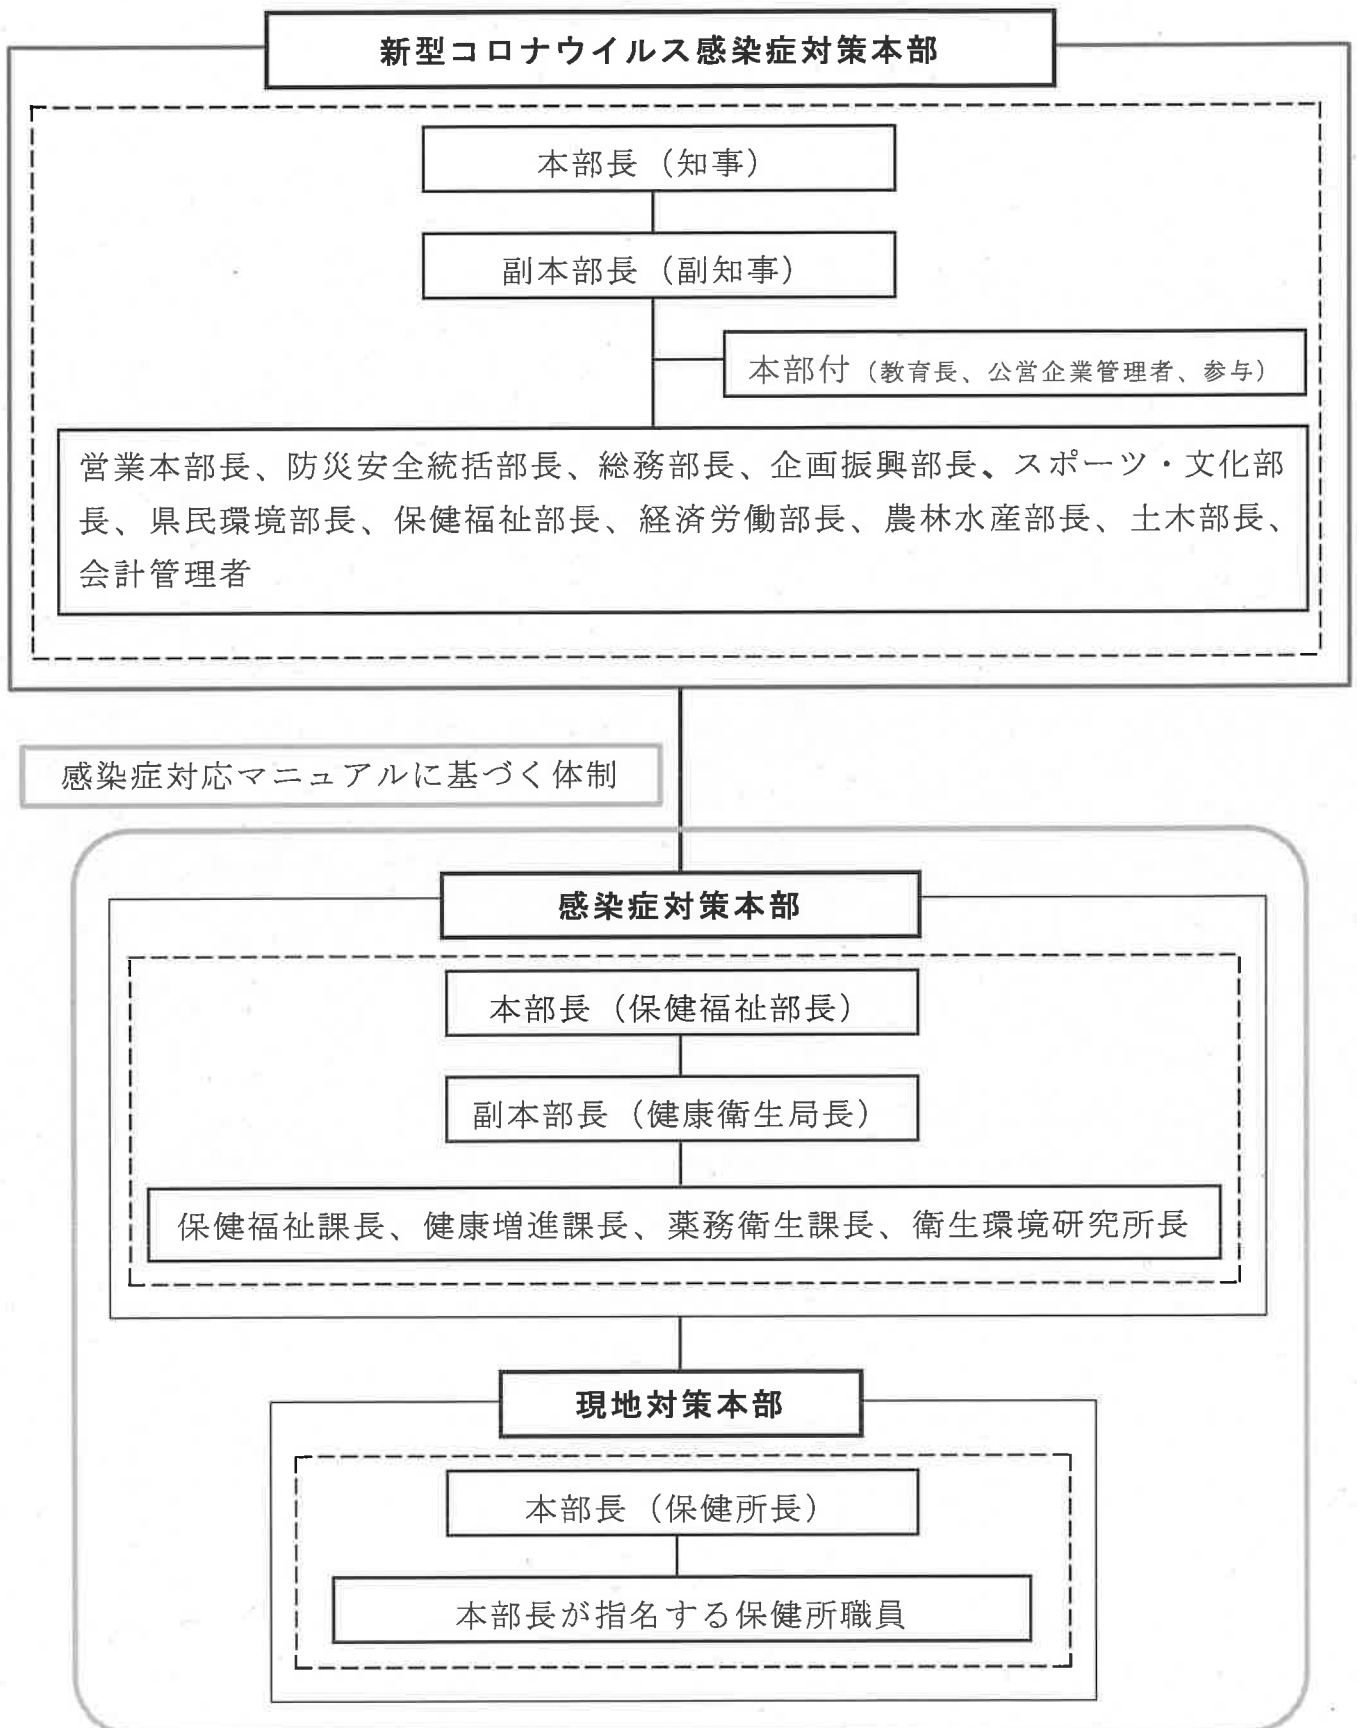 新型コロナウイルス感染症対策本部
本部長（知事）
副本部長（副知事）
本部付（教育長、公営企業管理者、参与）
営業本部長、防災安全統括部長、総務部長、企画振興部長、スポーツ・文化部
長、県民環境部長、保健福祉部長、経済労働部長、農林水産部長、土木部長、
会計管理者
感染症対応マニュアルに基づく体制
感染症対策本部
本部長（保健福祉部長）
副本部長（健康衛生局長）
保健福祉課長、健康増進課長、薬務衛生課長、衛生環境研究所長
現地対策本部
本部長（保健所長）
本部長が指名する保健所職員